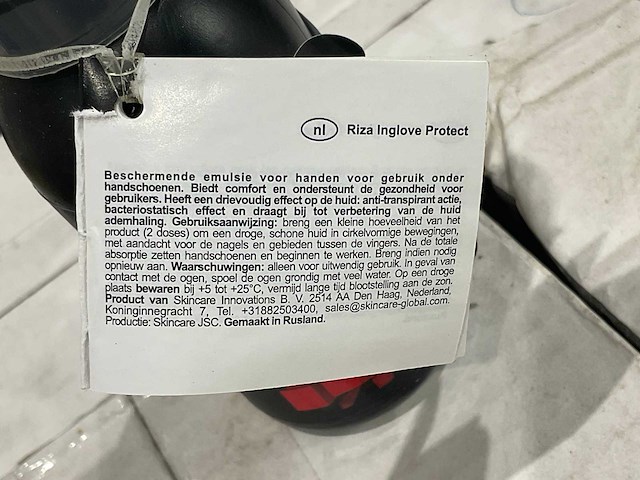 nl Riza Inglove Protect
Beschermende emulsie voor handen voor gebruik onder
handschoenen. Biedt comfort en ondersteunt de gezondheid voor
gebruikers. Heeft een drievoudig effect op de huid: anti-transpirant actie,
bacteriostatisch effect en draagt bij tot verbetering van de huid
ademhaling. Gebruiksaanwijzing: breng een kleine hoeveelheid van het
product (2 doses) om een droge, schone huid in cirkelvormige bewegingen,
met aandacht voor de nagels en gebieden tussen de vingers. Na de totale
absorptie zetten handschoenen en beginnen te werken. Breng indien nodig
opnieuw aan. Waarschuwingen: alleen voor uitwendig gebruik. In geval van
contact met de ogen, spoel de ogen grondig met veel water. Op een droge
plaats bewaren bij +5 tot +25°C, vermijd lange tijd blootstelling aan de zon.
Product van Skincare Innovations B. V. 2514 AA Den Haag, Nederland,
Koninginnegracht 7, Tel. +31882503400, sales@skincare-global.com.
Productie: Skincare JSC. Gemaakt in Rusland.